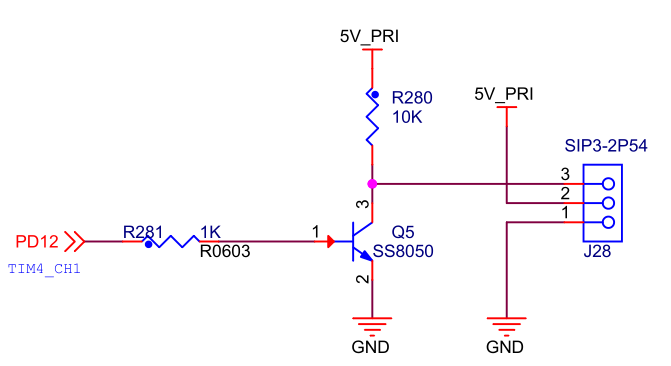 5V_PRI
R280
10K
5V_PRI
SIP3-2P54
3
2
1
J28
R281 1K
R0603
PD12
TIM4_CH1
1
3
Q5
SS8050
2
GND
GND